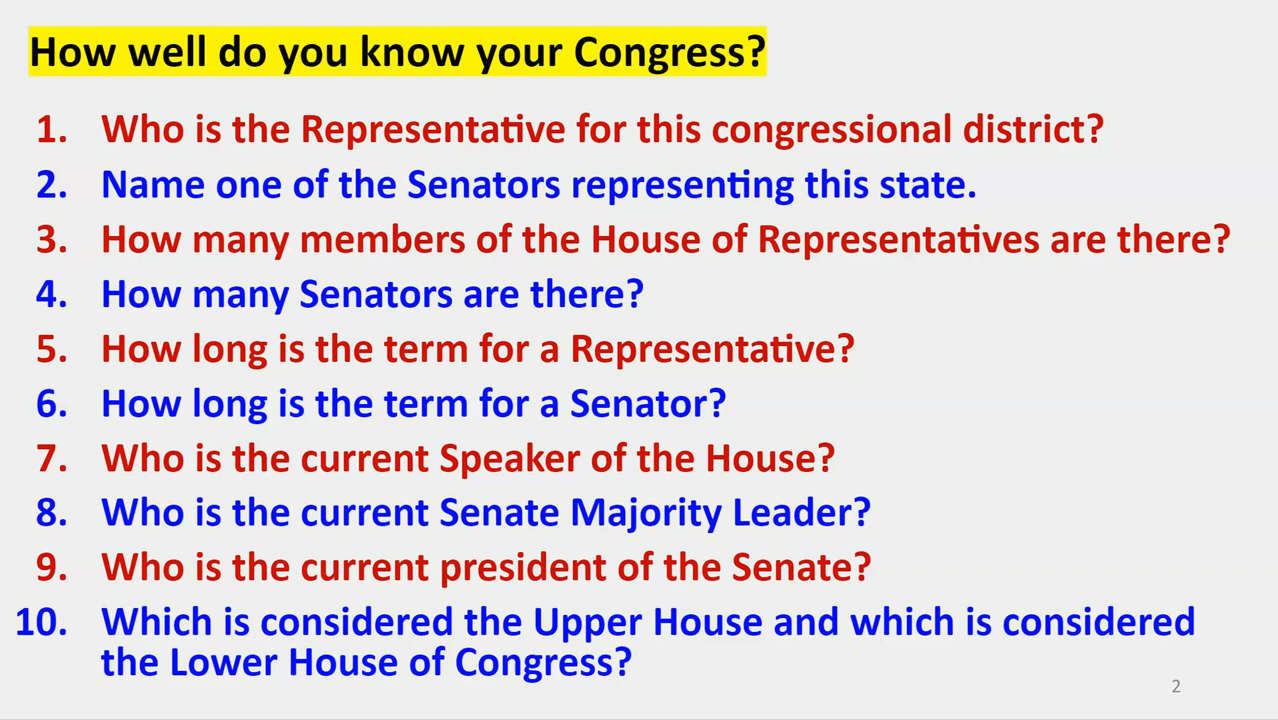 How well do you know your Congress?
1. Who is the Representative for this congressional district?
2. Name one of the Senators representing this state.
3. How many members of the House of Representatives are there?
4. How many Senators are there?
5. How long is the term for a Representative?
6. How long is the term for a Senator?
7. Who is the current Speaker of the House?
8. Who is the current Senate Majority Leader?
9. Who is the current president of the Senate?
10. Which is considered the Upper House and which is considered
the Lower House of Congress?
2